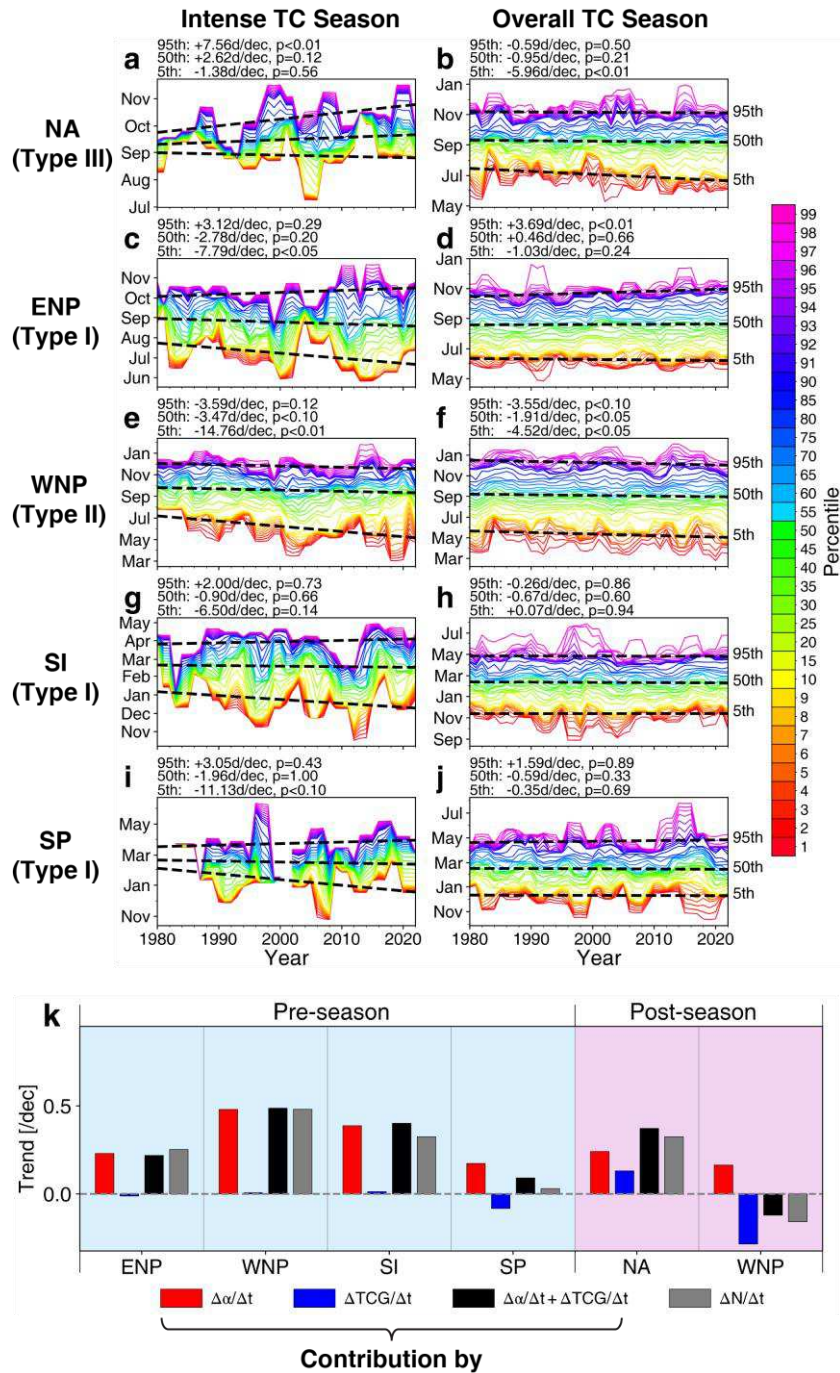 Intense TC Season
Overall TC Season
a
95th: +7.56d/dec, p<0.01
50th: +2.62d/dec, p=0.12
5th: -1.38d/dec, p=0.56
b
95th: -0.59d/dec, p=0.50
50th: -0.95d/dec, p=0.21
5th: -5.96d/dec, p<0.01
NA
(Type III)
Nov
Oct
Sep
Aug
Jul
Jan
Nov
Sep
Jul
May
95th
50th
5th
c
95th: +3.12d/dec, p=0.29
50th: -2.78d/dec, p=0.20
5th: -7.79d/dec, p<0.05
d
95th: +3.69d/dec, p<0.01
50th: +0.46d/dec, p=0.66
5th: -1.03d/dec, p=0.24
ENP
(Type I)
Nov
Oct
Sep
Aug
Jul
Jun
Jan
Nov
Sep
Jul
May
95th
50th
5th
e
95th: -3.59d/dec, p=0.12
50th: -3.47d/dec, p<0.10
5th: -14.76d/dec, p<0.01
f
95th: -3.55d/dec, p<0.10
50th: -1.91d/dec, p<0.05
5th: -4.52d/dec, p<0.05
WNP
(Type II)
Jan
Nov
Sep
Jul
May
Mar
Jan
Nov
Sep
Jul
May
Mar
95th
50th
5th
g
95th: +2.00d/dec, p=0.73
50th: -0.90d/dec, p=0.66
5th: -6.50d/dec, p=0.14
h
95th: -0.26d/dec, p=0.86
50th: -0.67d/dec, p=0.60
5th: +0.07d/dec, p=0.94
SI
(Type I)
May
Apr
Mar
Feb
Jan
Dec
Nov
Jul
May
Mar
Jan
Nov
Sep
95th
50th
5th
i
95th: +3.05d/dec, p=0.43
50th: -1.96d/dec, p=1.00
5th: -11.13d/dec, p<0.10
j
95th: +1.59d/dec, p=0.89
50th: -0.59d/dec, p=0.33
5th: -0.35d/dec, p=0.69
SP
(Type I)
May
Mar
Jan
Nov
Jul
May
Mar
Jan
Nov
95th
50th
5th
1980 1990 2000 2010 2020
Year
1980 1990 2000 2010 2020
Year
99
98
97
96
95
94
93
92
91
90
85
80
75
70
65
60
55
50
45
40
35
30
25
20
15
10
9
8
7
6
5
4
3
2
1
Percentile
k
Pre-season
Post-season
Trend [/dec]
0.5
0.0
ENP WNP SI SP NA WNP
Δα/Δt ΔTCG/Δt Δα/Δt + ΔTCG/Δt ΔN/Δt
Contribution by